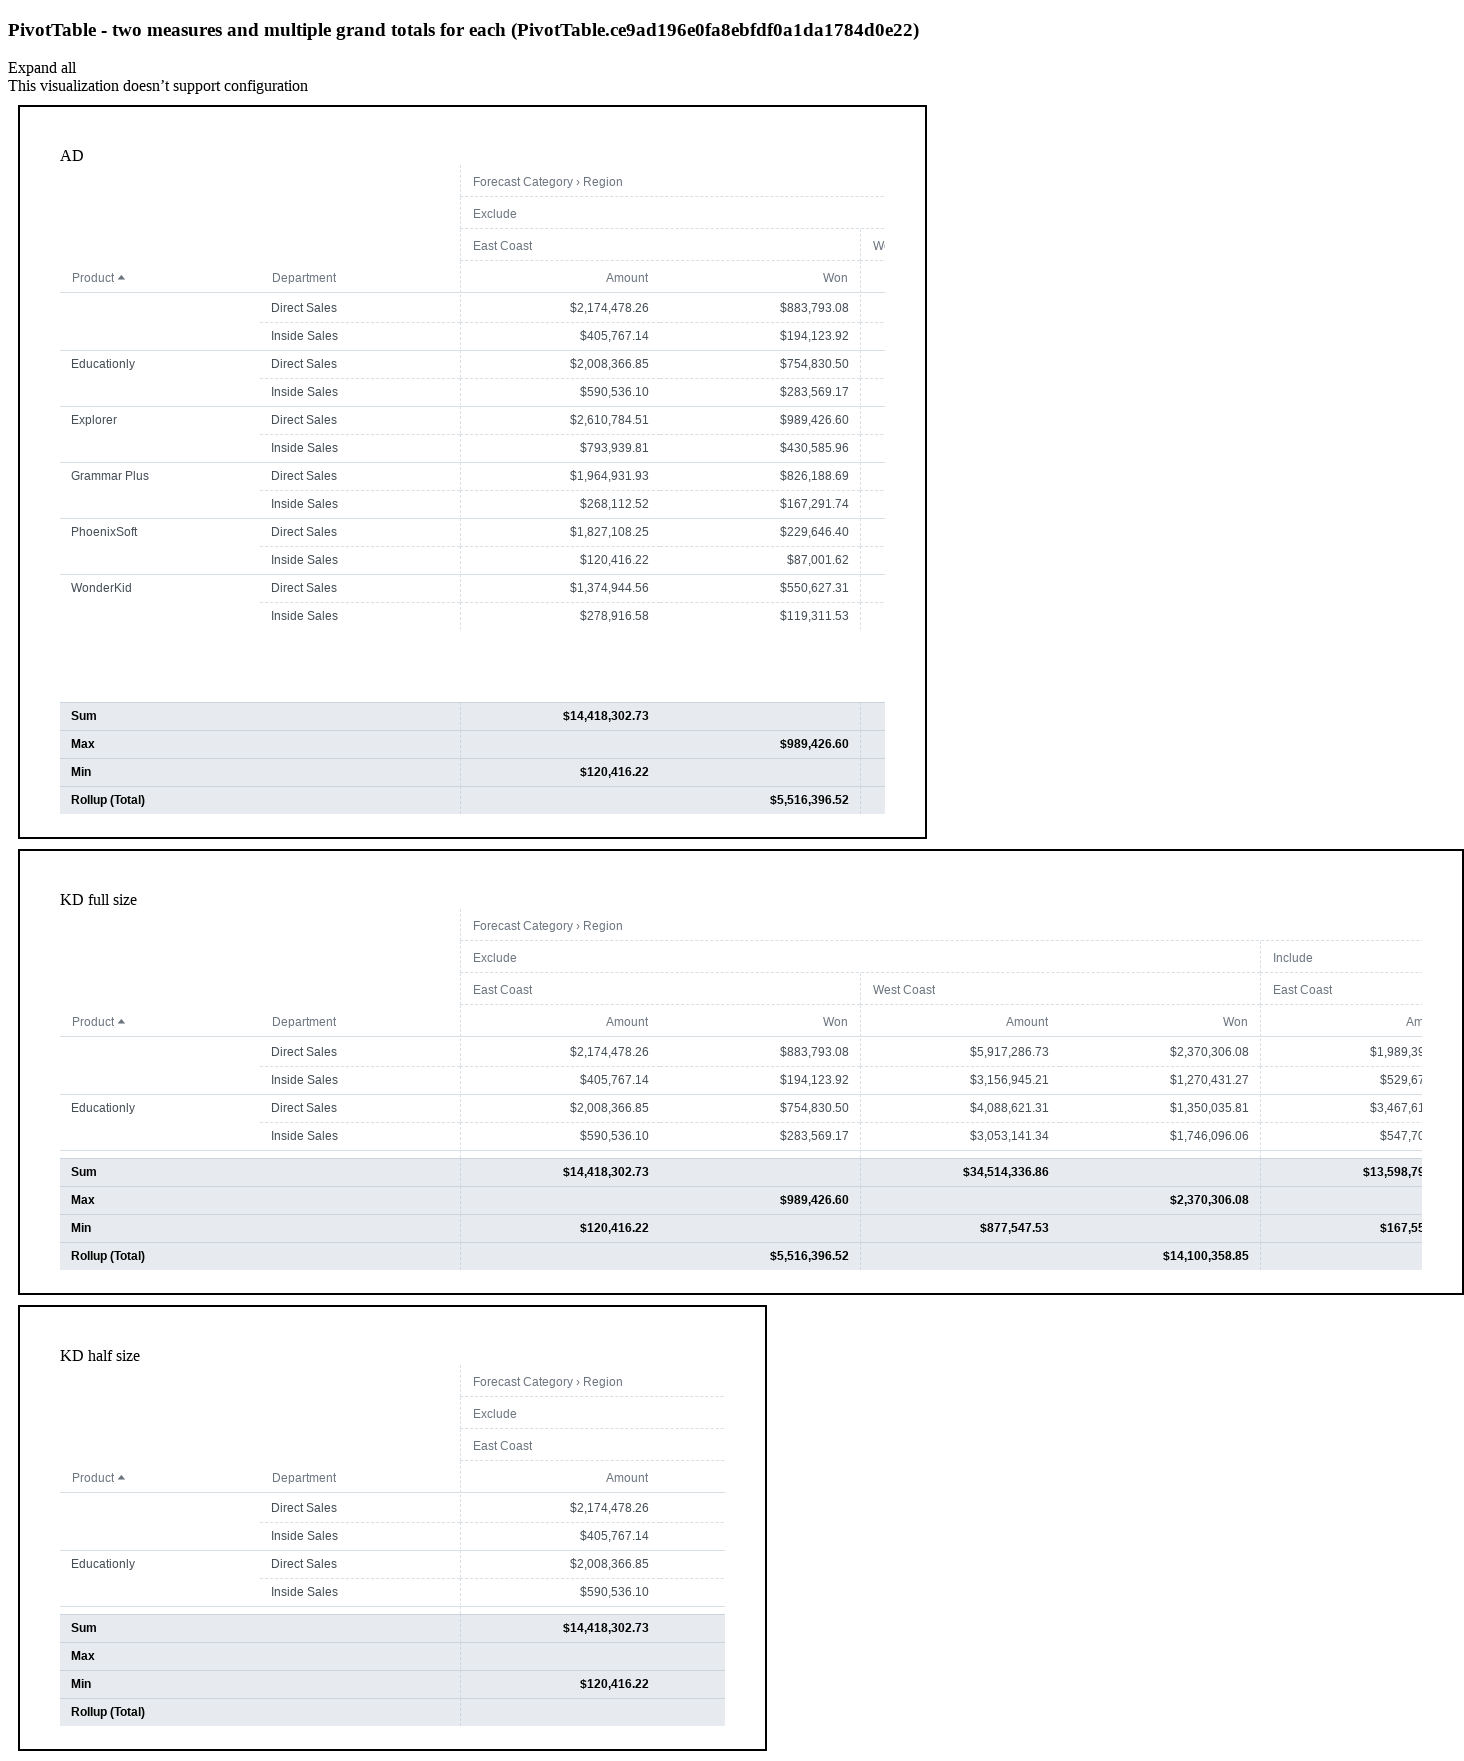 PivotTable - two measures and multiple grand totals for each (PivotTable.ce9ad196e0fa8ebfdf0a1da1784d0e22)
Expand all
This visualization doesn’t support configuration
AD
Forecast Category › Region
Exclude
East Coast
Product Department Amount Won
Direct Sales $2,174,478.26 $883,793.08
Inside Sales $405,767.14 $194,123.92
Educationly Direct Sales $2,008,366.85 $754,830.50
Inside Sales $590,536.10 $283,569.17
Explorer Direct Sales $2,610,784.51 $989,426.60
Inside Sales $793,939.81 $430,585.96
Grammar Plus Direct Sales $1,964,931.93 $826,188.69
Inside Sales $268,112.52 $167,291.74
PhoenixSoft Direct Sales $1,827,108.25 $229,646.40
Inside Sales $120,416.22 $87,001.62
WonderKid Direct Sales $1,374,944.56 $550,627.31
Inside Sales $278,916.58 $119,311.53
Sum $14,418,302.73
Max $989,426.60
Min $120,416.22
Rollup (Total) $5,516,396.52
KD full size
Forecast Category › Region
Exclude Include
East Coast West Coast East Coast
Product Department Amount Won Amount Won Am
Direct Sales $2,174,478.26 $883,793.08 $5,917,286.73 $2,370,306.08 $1,989,39
Inside Sales $405,767.14 $194,123.92 $3,156,945.21 $1,270,431.27 $529,67
Educationly Direct Sales $2,008,366.85 $754,830.50 $4,088,621.31 $1,350,035.81 $3,467,61
Inside Sales $590,536.10 $283,569.17 $3,053,141.34 $1,746,096.06 $547,70
Sum $14,418,302.73 $34,514,336.86 $13,598,79
Max $989,426.60 $2,370,306.08
Min $120,416.22 $877,547.53 $167,55
Rollup (Total) $5,516,396.52 $14,100,358.85
KD half size
Forecast Category › Region
Exclude
East Coast
Product Department Amount
Direct Sales $2,174,478.26
Inside Sales $405,767.14
Educationly Direct Sales $2,008,366.85
Inside Sales $590,536.10
Sum $14,418,302.73
Max
Min $120,416.22
Rollup (Total)